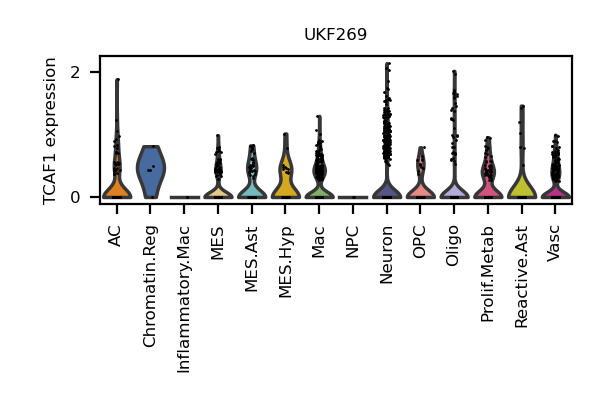 UKF269
TCAF1 expression
2
0
AC
Chromatin.Reg
Inflammatory.Mac
MES
MES.Ast
MES.Hyp
Mac
NPC
Neuron
OPC
Oligo
Prolif.Metab
Reactive.Ast
Vasc